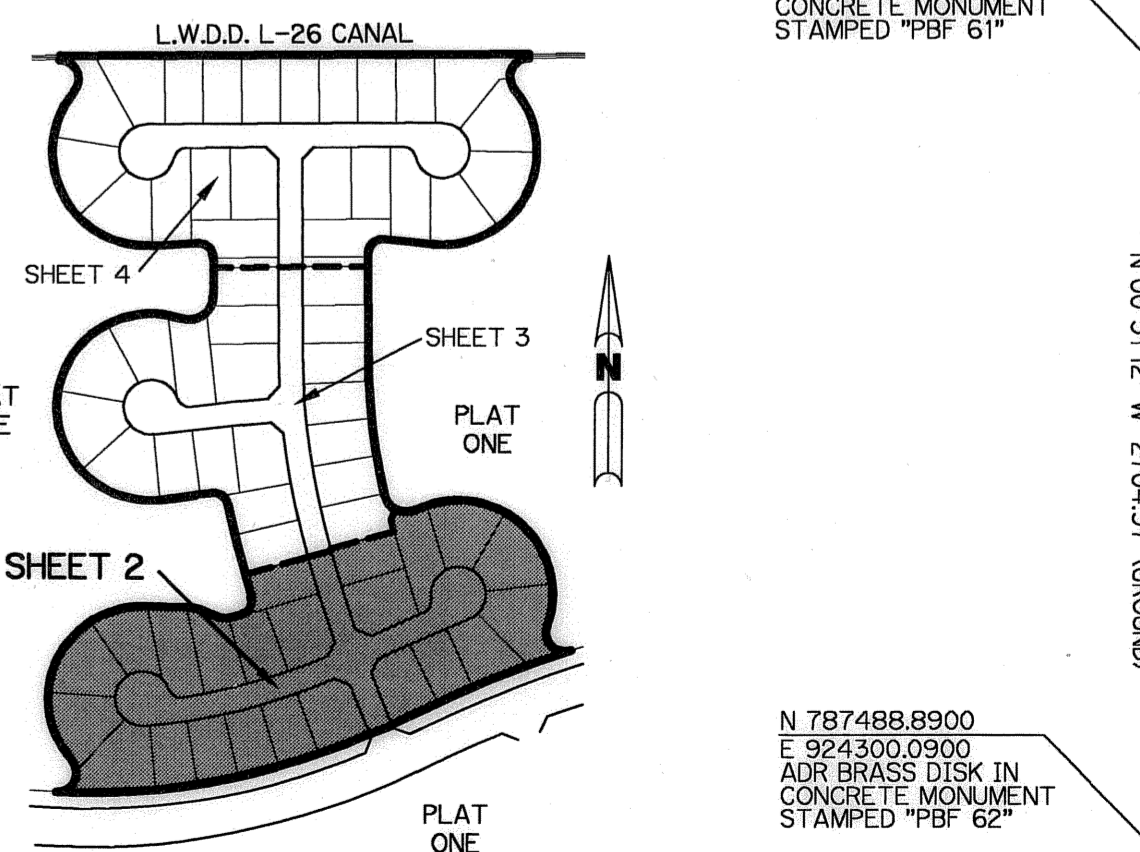 CONCRETE MONUMENT
STAMPED "PBF 61"
L.W.D.D. L-26 CANAL
SHEET 4
SHEET 3
PLAT
ONE
N
SHEET 2
N 787488.8900
E 924300.0900
ADR BRASS DISK IN
CONCRETE MONUMENT
STAMPED "PBF 62"
PLAT
ONE